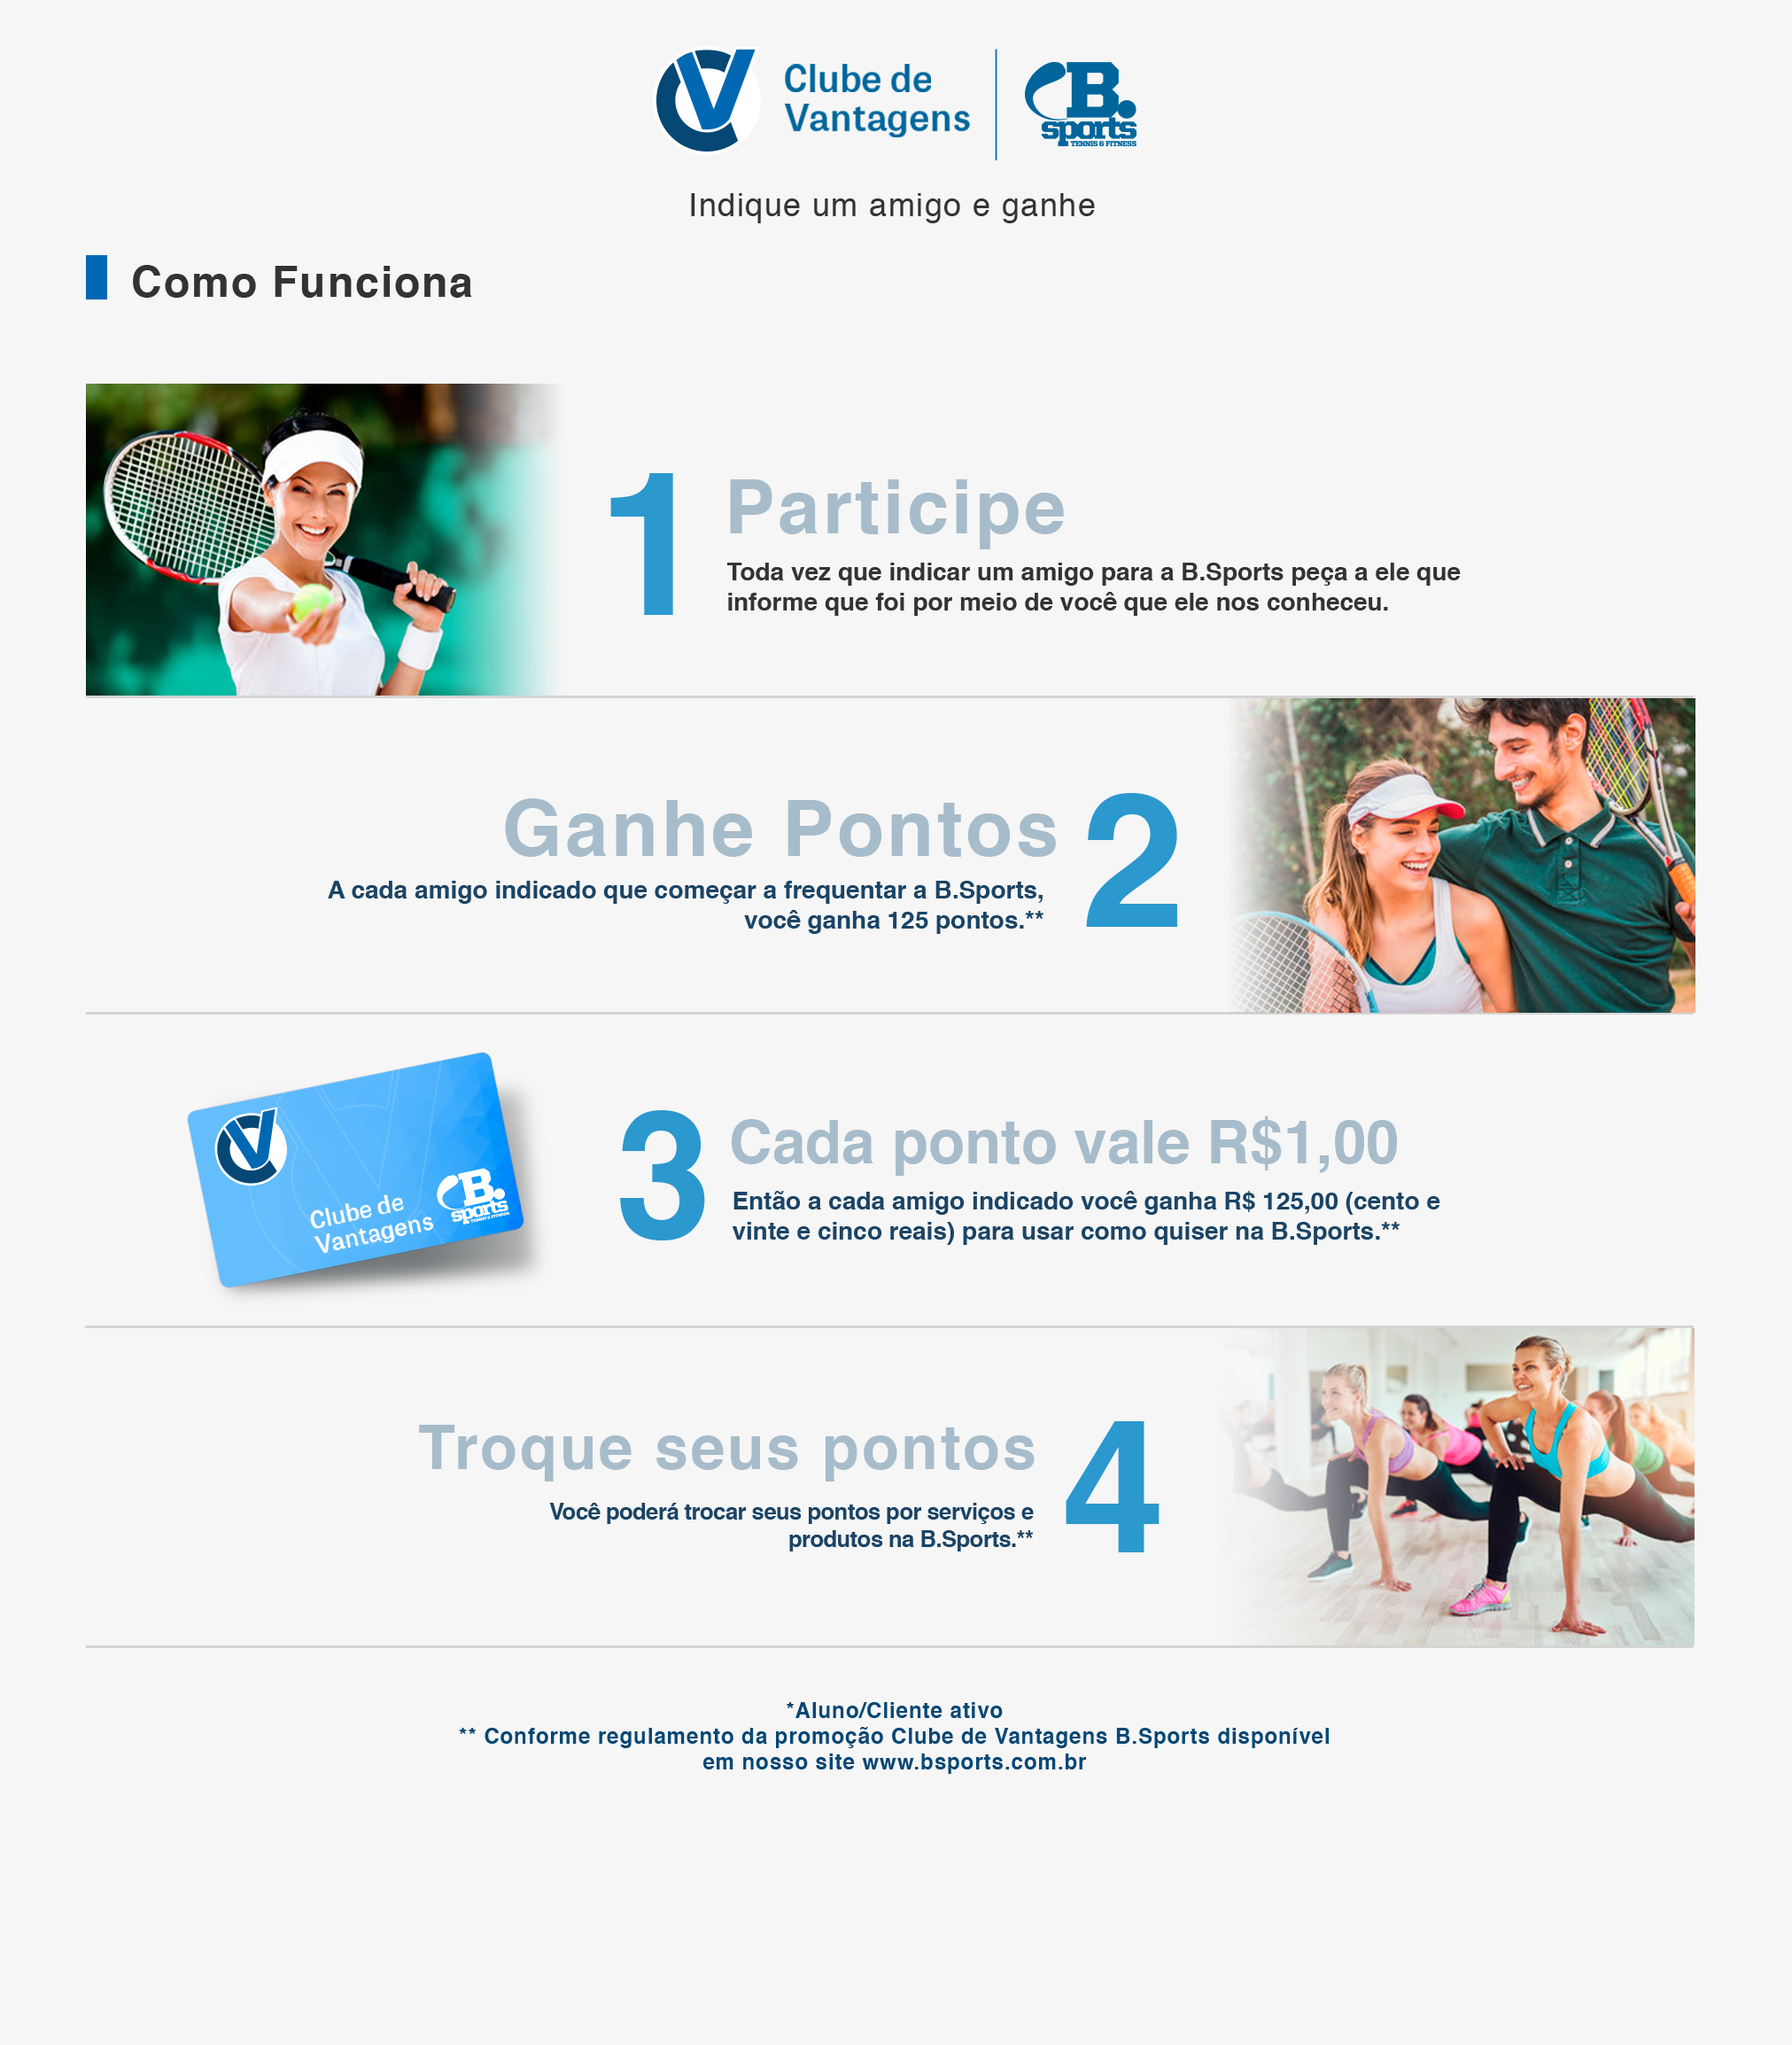 CV
Clube de
Vantagens
B.
sports
TENNIS & FITNESS
Indique um amigo e ganhe
Como Funciona
1
Participe
Toda vez que indicar um amigo para a B.Sports peça a ele que
informe que foi por meio de você que ele nos conheceu.
Ganhe Pontos
2
A cada amigo indicado que começar a frequentar a B.Sports,
você ganha 125 pontos.**
CV
Clube de
Vantagens
B.
sports
TENNIS & FITNESS
3
Cada ponto vale R$1,00
Então a cada amigo indicado você ganha R$ 125,00 (cento e
vinte e cinco reais) para usar como quiser na B.Sports.**
Troque seus pontos
4
Você poderá trocar seus pontos por serviços e
produtos na B.Sports.**
*Aluno/Cliente ativo
** Conforme regulamento da promoção Clube de Vantagens B.Sports disponível
em nosso site www.bsports.com.br